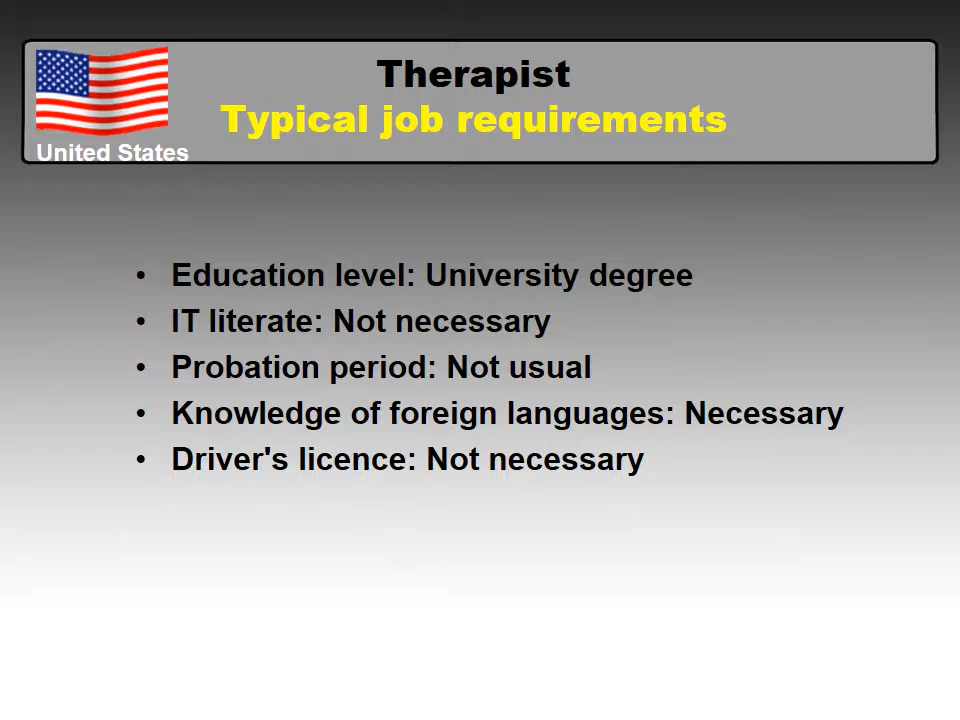 Therapist
Typical job requirements
United States
• Education level: University degree
• IT literate: Not necessary
• Probation period: Not usual
• Knowledge of foreign languages: Necessary
• Driver's licence: Not necessary